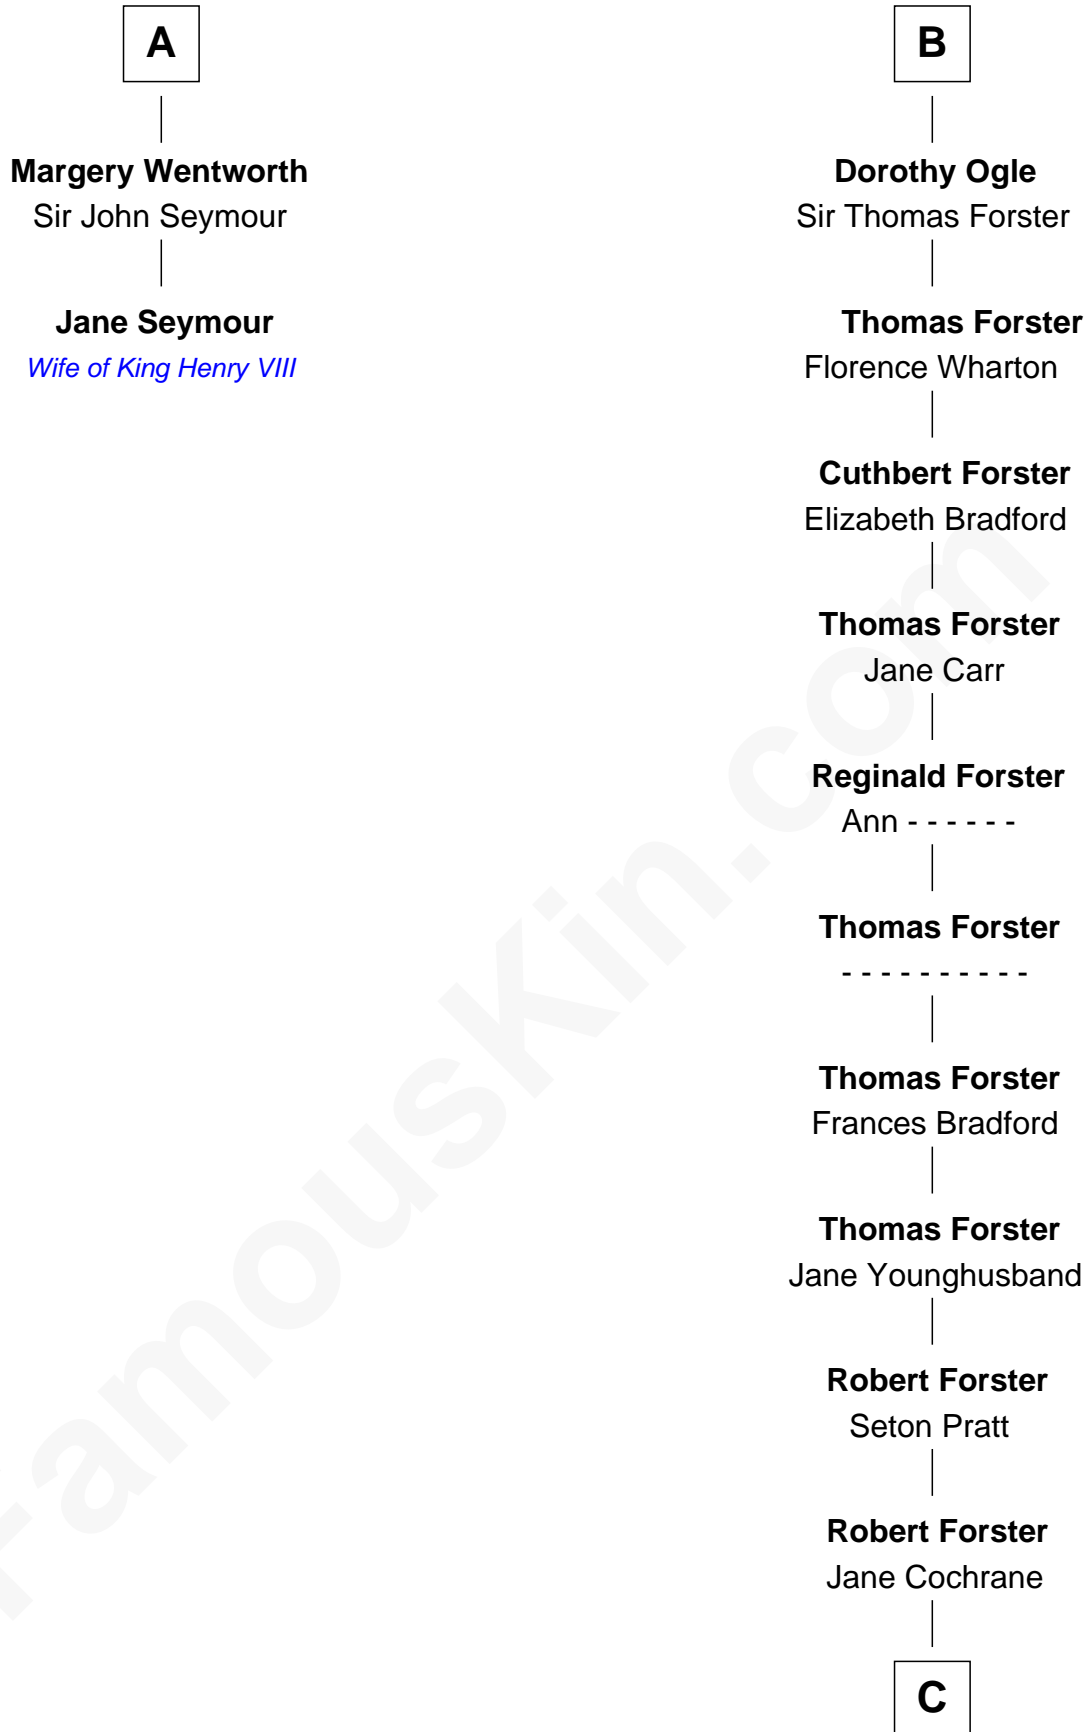 A
Margery Wentworth
Sir John Seymour
Jane Seymour
Wife of King Henry VIII
B
Dorothy Ogle
Sir Thomas Forster
Thomas Forster
Florence Wharton
Cuthbert Forster
Elizabeth Bradford
Thomas Forster
Jane Carr
Reginald Forster
Ann - - - - - -
Thomas Forster
- - - - - - - - - -
Thomas Forster
Frances Bradford
Thomas Forster
Jane Younghusband
Robert Forster
Seton Pratt
Robert Forster
Jane Cochrane
C
FamousKin.com